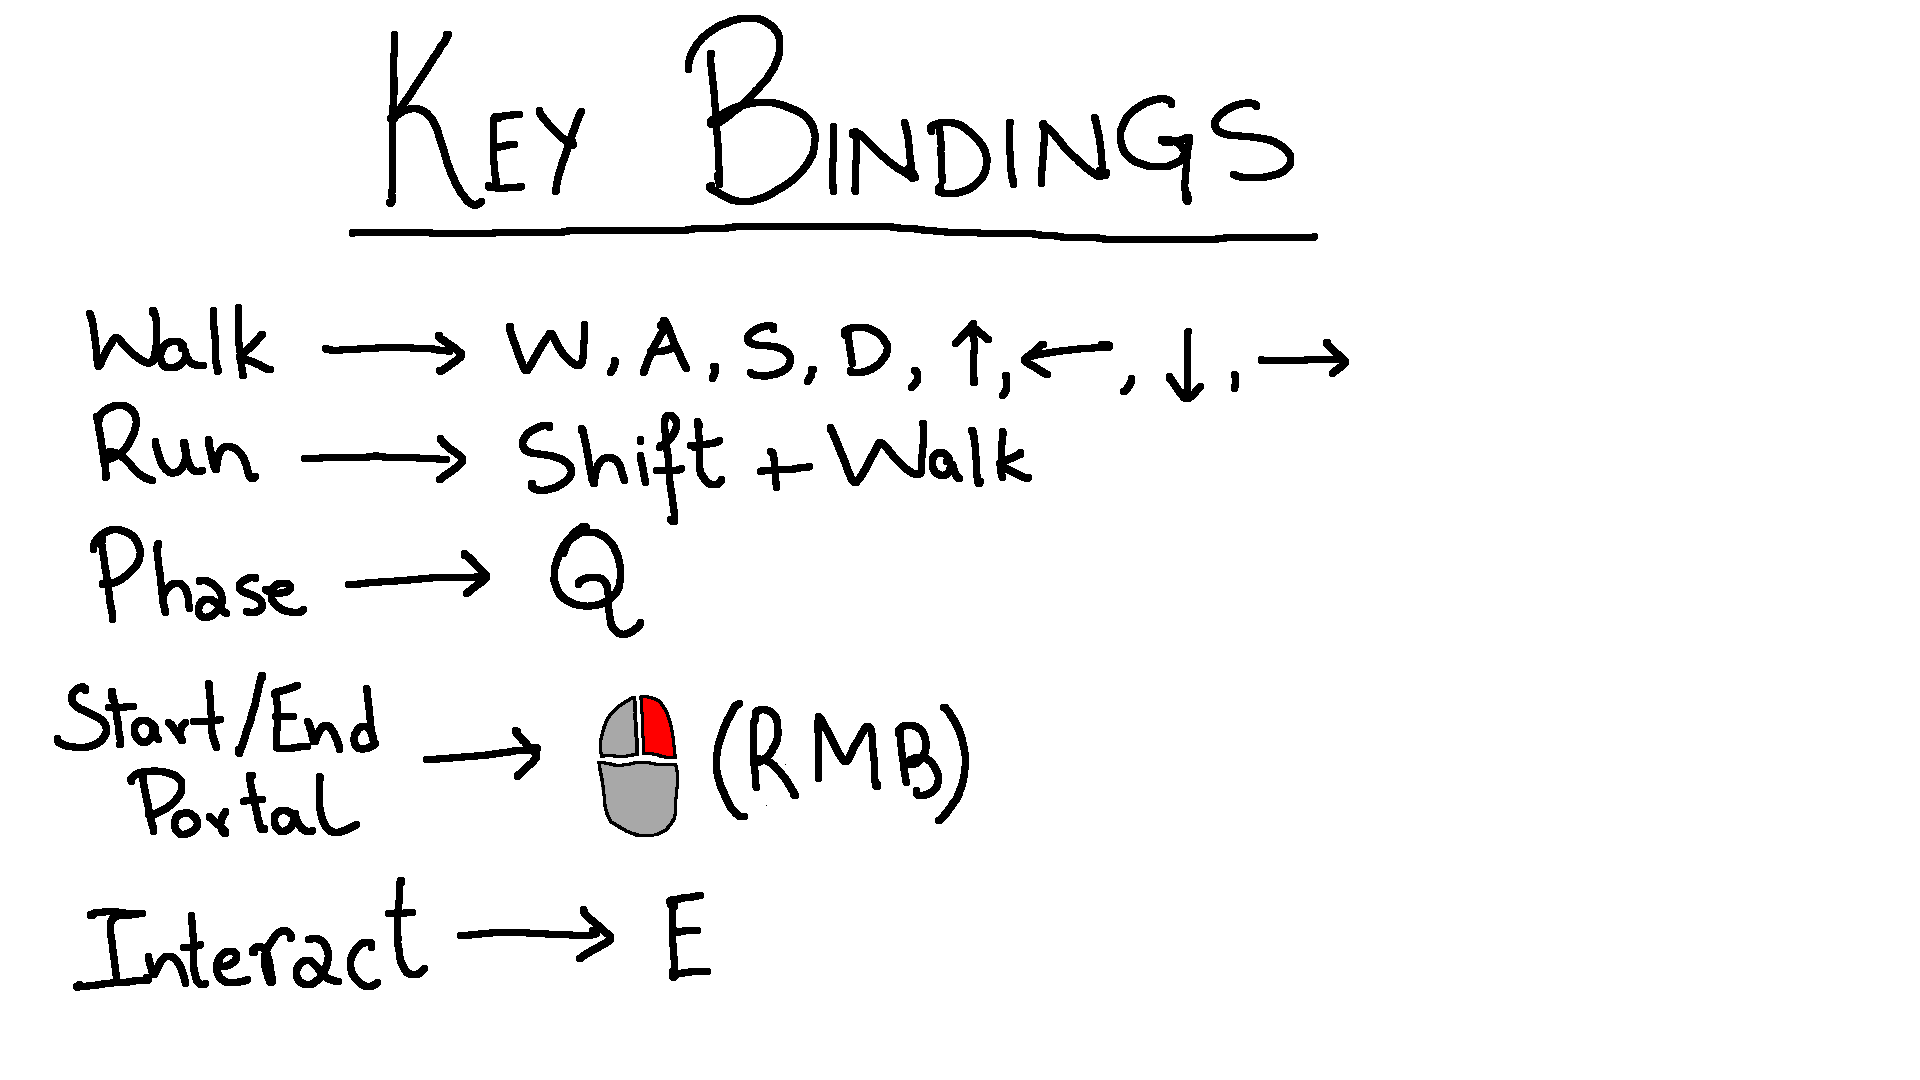 KEY BINDINGS
Walk → W, A, S, D, ↑, ←, ↓, →
Run → Shift + Walk
Phase → Q
Start/End
Portal → (RMB)
Interact → E